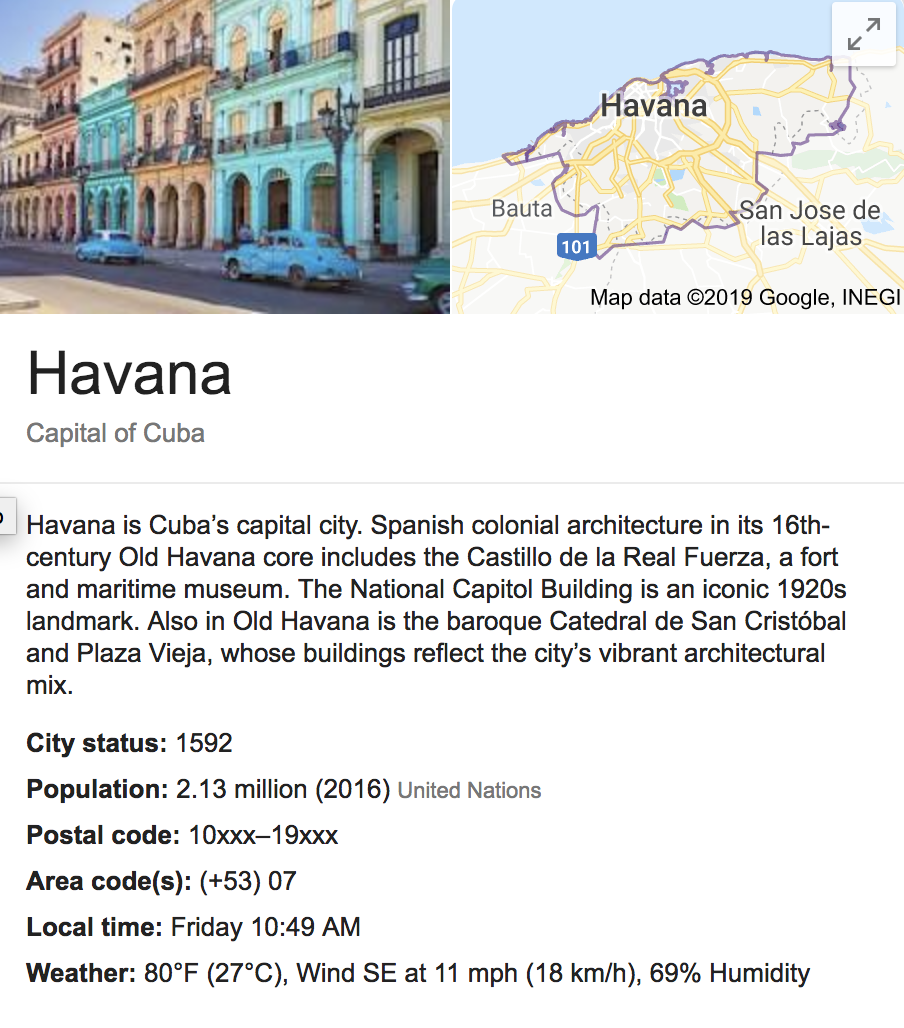 Havana
Bauta
San Jose de
las Lajas
101
Map data ©2019 Google, INEGI
Havana
Capital of Cuba
Havana is Cuba’s capital city. Spanish colonial architecture in its 16th-
century Old Havana core includes the Castillo de la Real Fuerza, a fort
and maritime museum. The National Capitol Building is an iconic 1920s
landmark. Also in Old Havana is the baroque Catedral de San Cristóbal
and Plaza Vieja, whose buildings reflect the city’s vibrant architectural
mix.
City status: 1592
Population: 2.13 million (2016) United Nations
Postal code: 10xxx–19xxx
Area code(s): (+53) 07
Local time: Friday 10:49 AM
Weather: 80°F (27°C), Wind SE at 11 mph (18 km/h), 69% Humidity